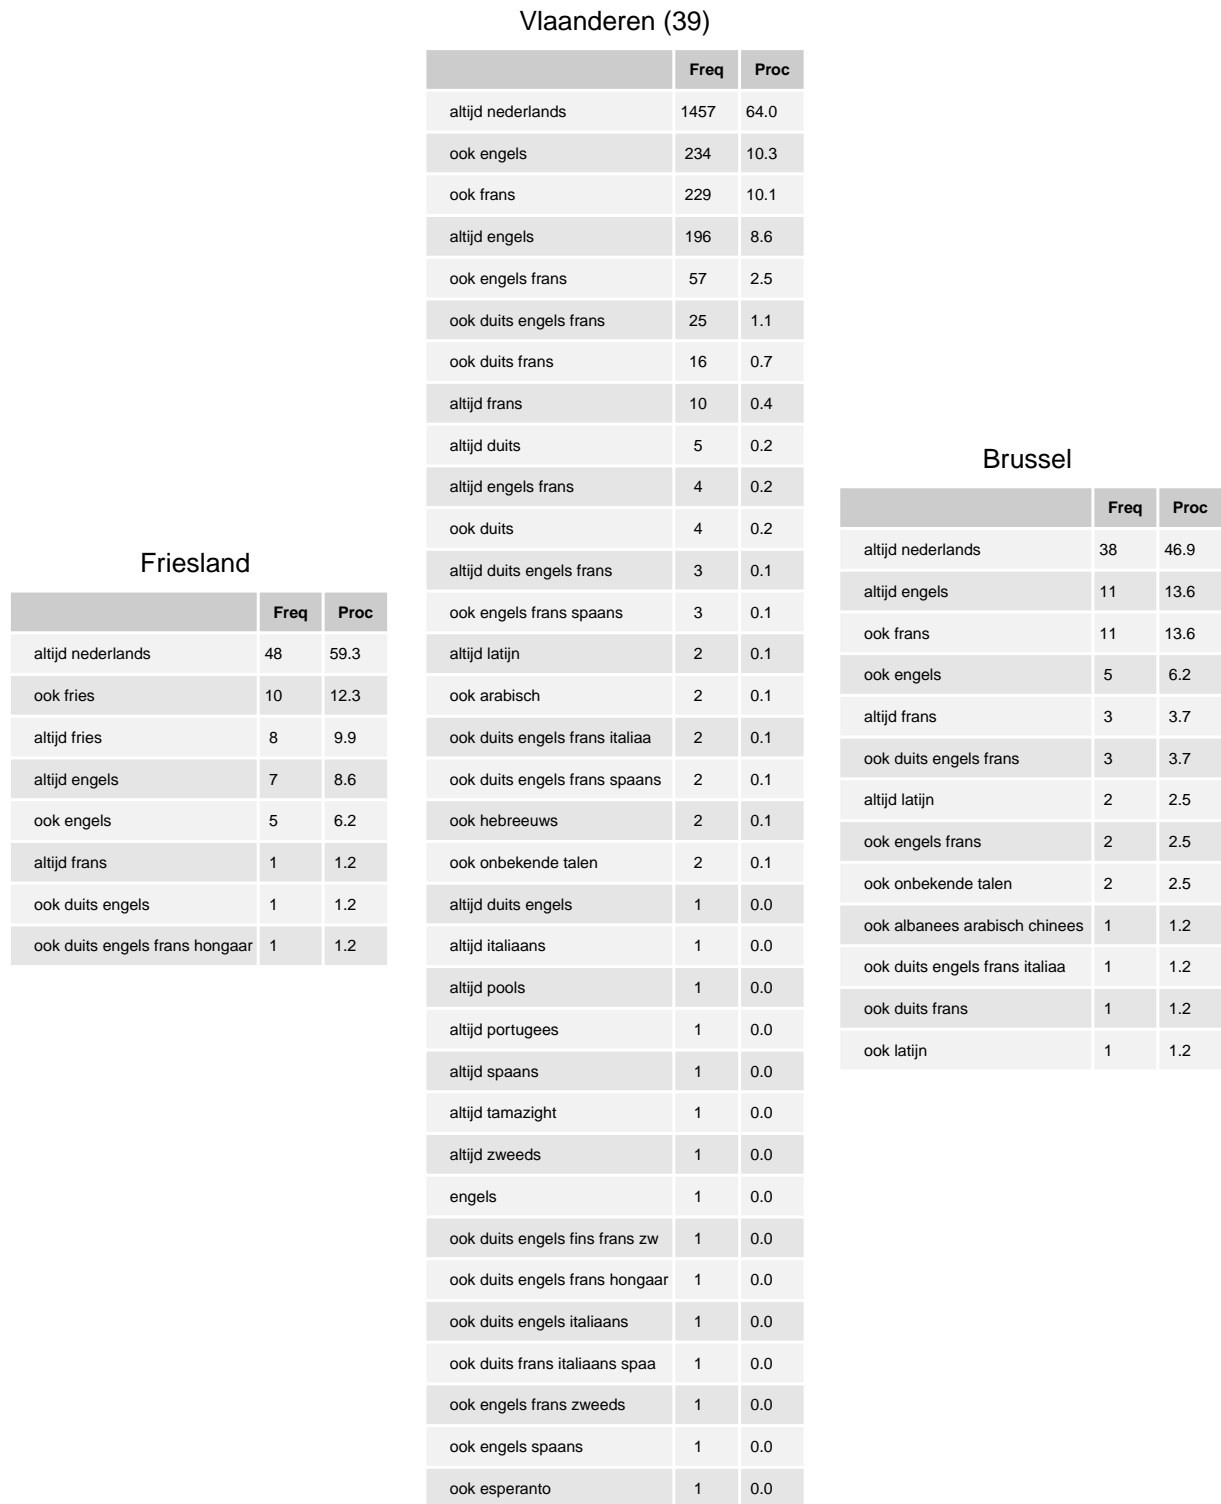 Vlaanderen (39)
Freq Proc
altijd nederlands 1457 64.0
ook engels 234 10.3
ook frans 229 10.1
altijd engels 196 8.6
ook engels frans 57 2.5
ook duits engels frans 25 1.1
ook duits frans 16 0.7
altijd frans 10 0.4
altijd duits 5 0.2
altijd engels frans 4 0.2
ook duits 4 0.2
altijd duits engels frans 3 0.1
ook engels frans spaans 3 0.1
altijd latijn 2 0.1
ook arabisch 2 0.1
ook duits engels frans italiaa 2 0.1
ook duits engels frans spaans 2 0.1
ook hebreeuws 2 0.1
ook onbekende talen 2 0.1
altijd duits engels 1 0.0
altijd italiaans 1 0.0
altijd pools 1 0.0
altijd portugees 1 0.0
altijd spaans 1 0.0
altijd tamazight 1 0.0
altijd zweeds 1 0.0
engels 1 0.0
ook duits engels fins frans zw 1 0.0
ook duits engels frans hongaar 1 0.0
ook duits engels italiaans 1 0.0
ook duits frans italiaans spaa 1 0.0
ook engels frans zweeds 1 0.0
ook engels spaans 1 0.0
ook esperanto 1 0.0
Friesland
Freq Proc
altijd nederlands 48 59.3
ook fries 10 12.3
altijd fries 8 9.9
altijd engels 7 8.6
ook engels 5 6.2
altijd frans 1 1.2
ook duits engels 1 1.2
ook duits engels frans hongaar 1 1.2
Brussel
Freq Proc
altijd nederlands 38 46.9
altijd engels 11 13.6
ook frans 11 13.6
ook engels 5 6.2
altijd frans 3 3.7
ook duits engels frans 3 3.7
altijd latijn 2 2.5
ook engels frans 2 2.5
ook onbekende talen 2 2.5
ook albanees arabisch chinees 1 1.2
ook duits engels frans italiaa 1 1.2
ook duits frans 1 1.2
ook latijn 1 1.2